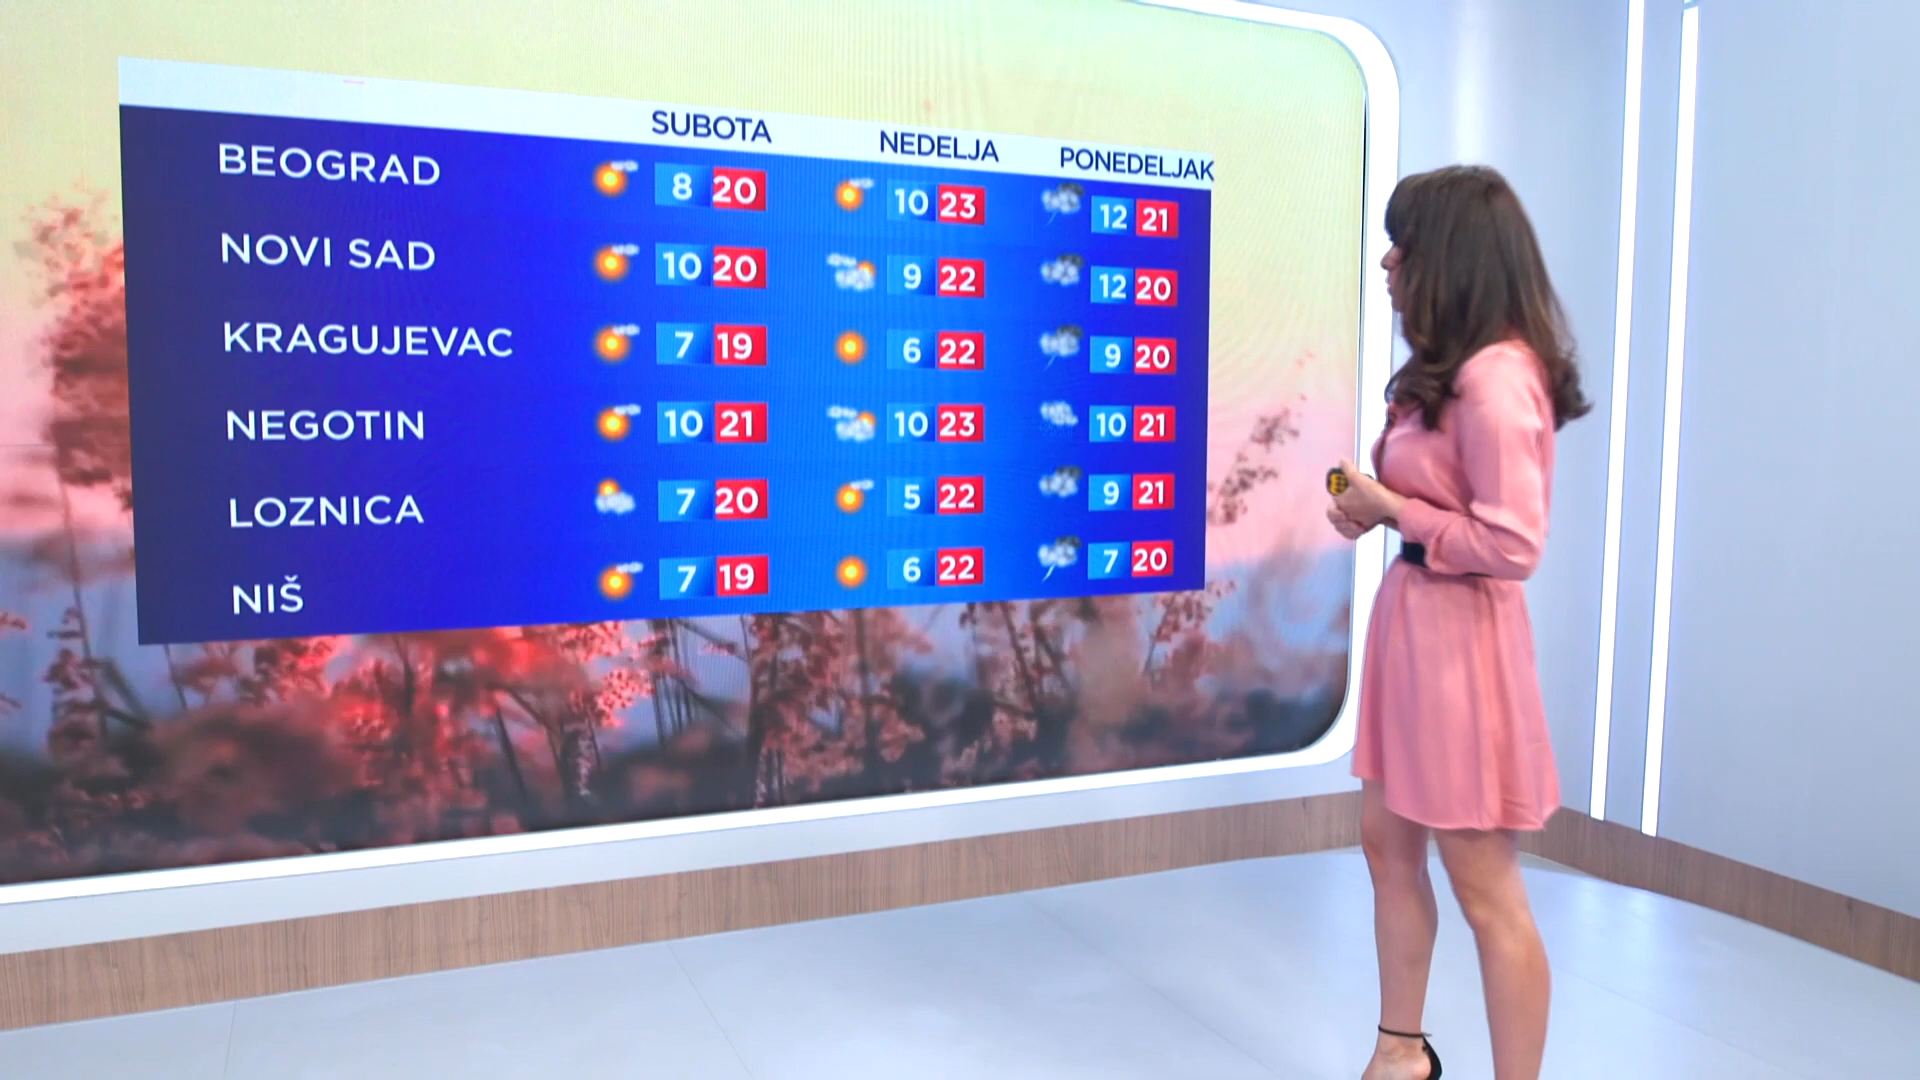 SUBOTA NEDELJA PONEDELJAK
BEOGRAD 8 20 10 23 12 21
NOVI SAD 10 20 9 22 12 20
KRAGUJEVAC 7 19 6 22 9 20
NEGOTIN 10 21 10 23 10 21
LOZNICA 7 20 5 22 9 21
NIŠ 7 19 6 22 7 20